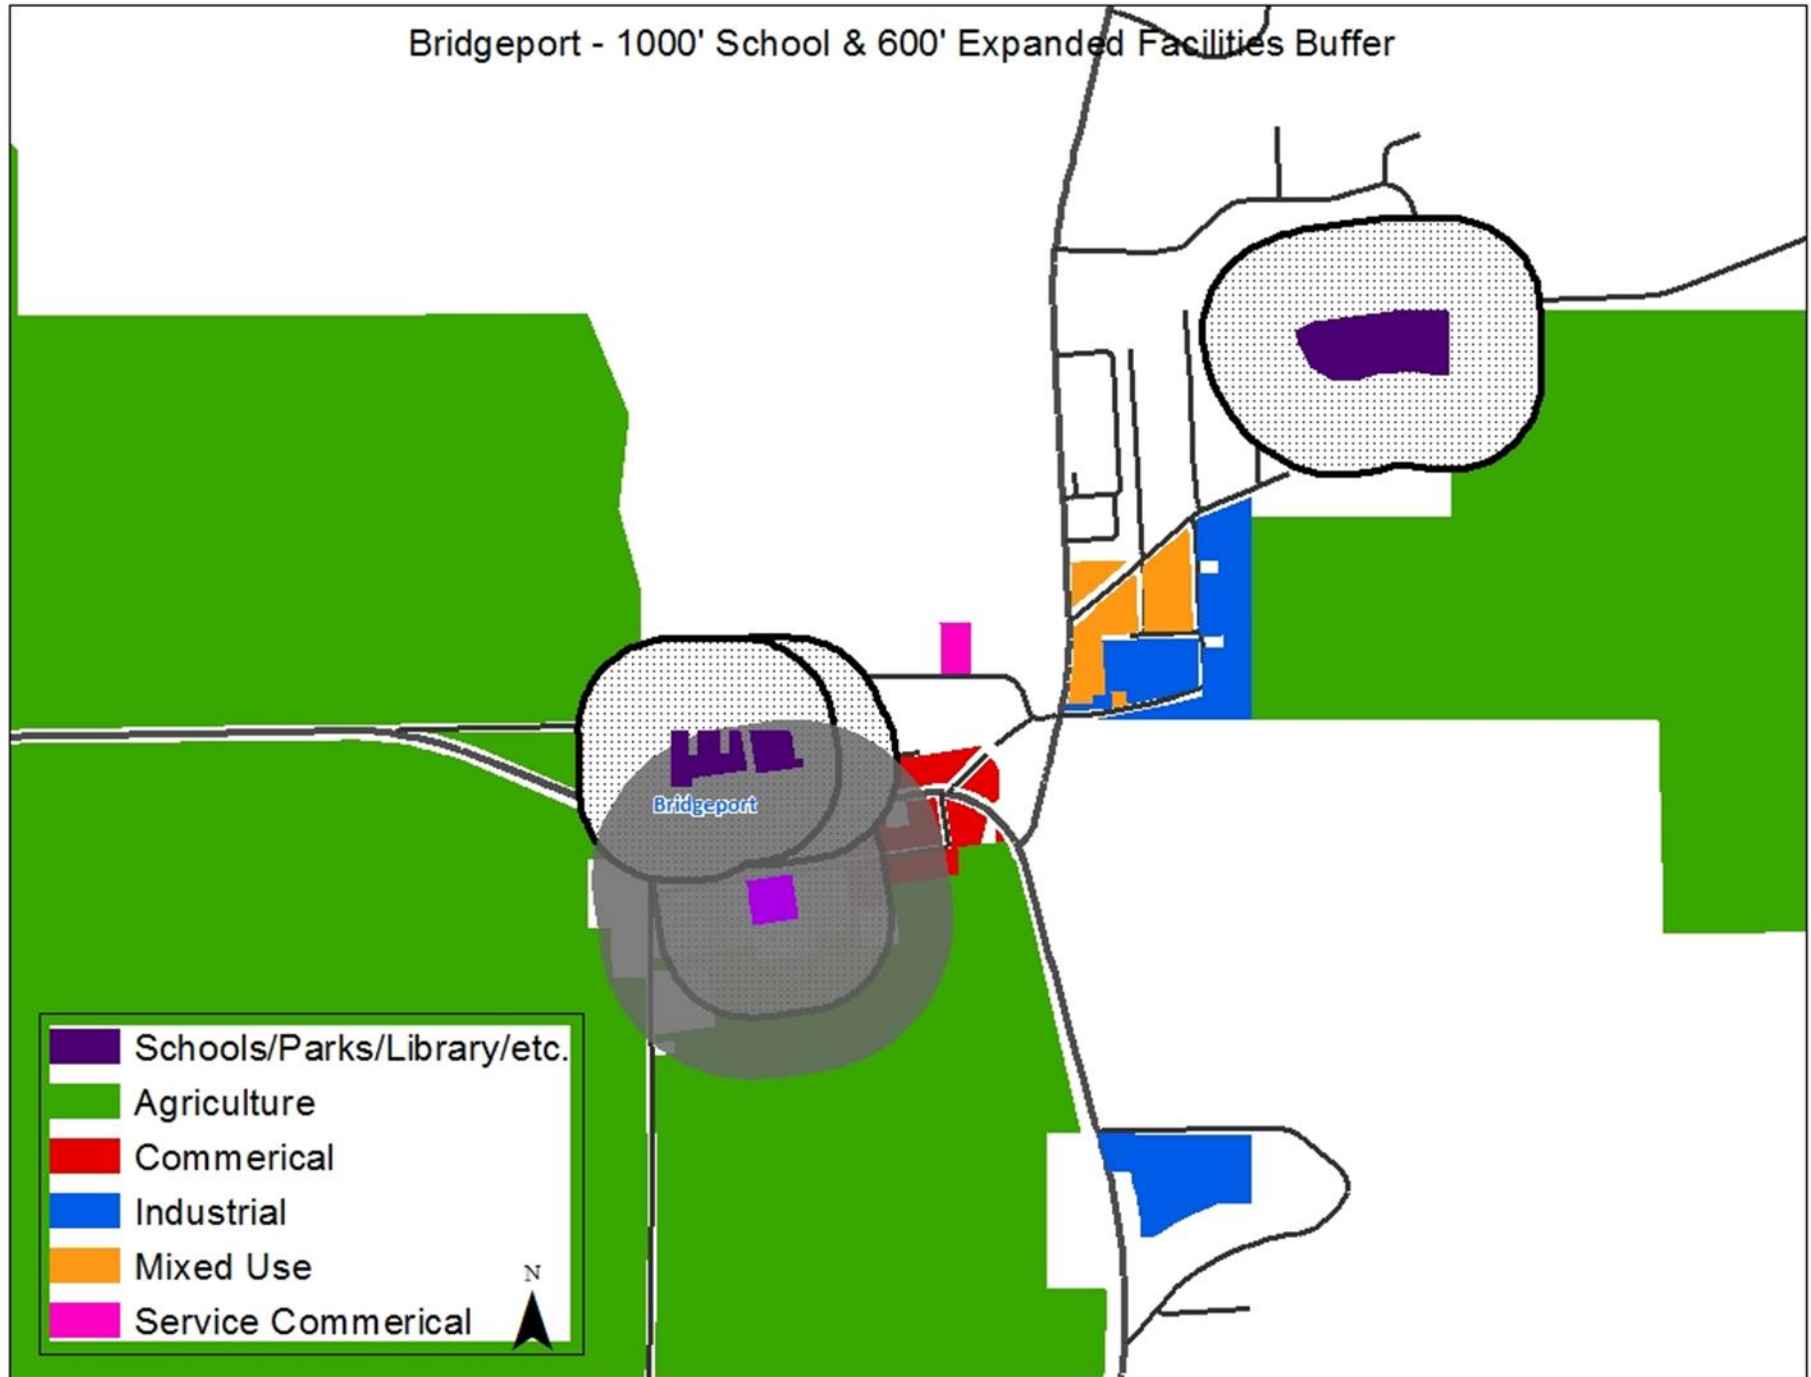 Bridgeport - 1000' School & 600' Expanded Facilities Buffer
Bridgeport
Schools/Parks/Library/etc.
Agriculture
Commerical
Industrial
Mixed Use
Service Commerical
N